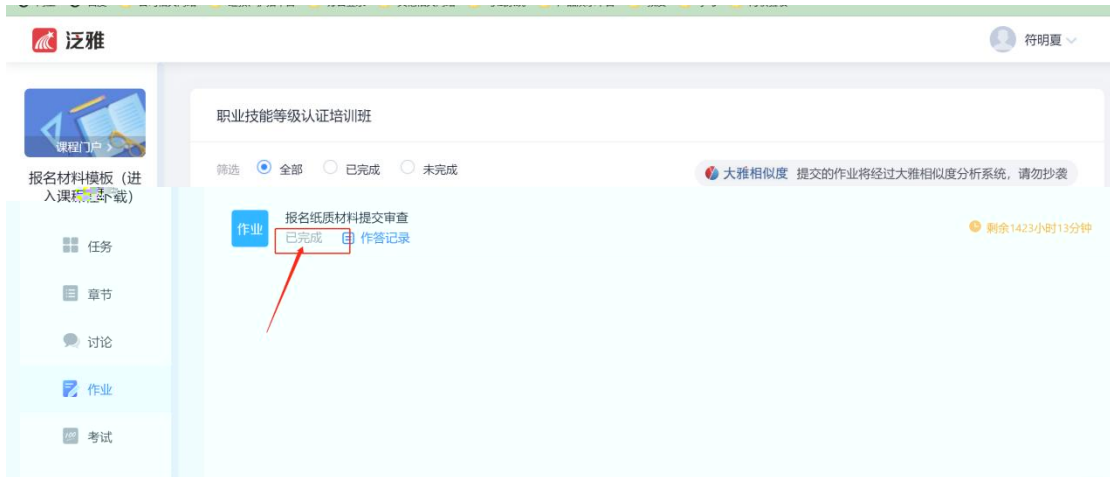 泛雅
符明夏
课程门户 >
报名材料模板（进
职业技能等级认证培训班
筛选 全部 已完成 未完成
大雅相似度 提交的作业将经过大雅相似度分析系统，请勿抄袭
作业
报名纸质材料提交审查
已完成 作答记录
剩余1423小时13分钟
任务
章节
讨论
作业
考试